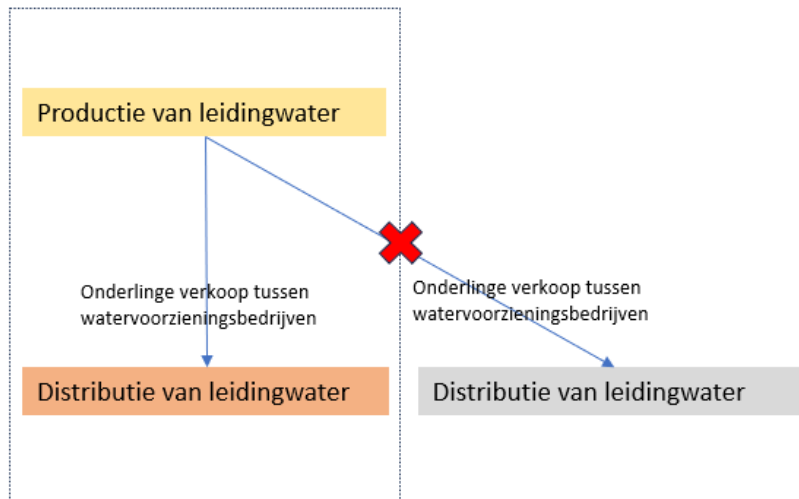 Productie van leidingwater
Onderlinge verkoop tussen
watervoorzieningsbedrijven
Onderlinge verkoop tussen
watervoorzieningsbedrijven
Distributie van leidingwater
Distributie van leidingwater